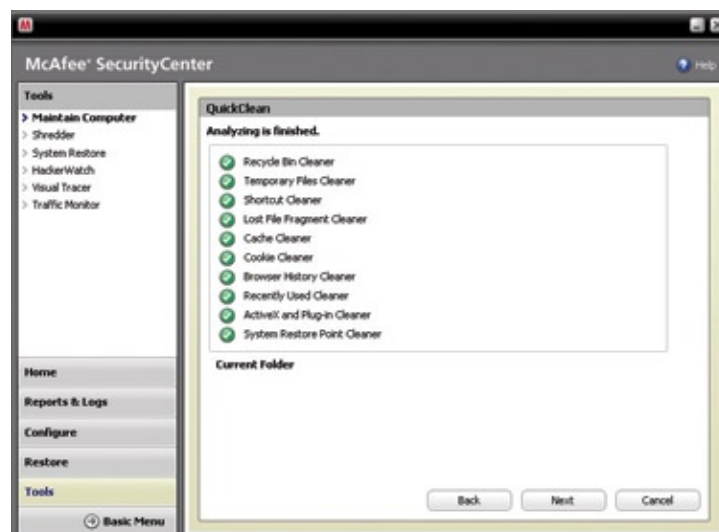 McAfee® SecurityCenter
Help
Tools
Maintain Computer
Shredder
System Restore
HackerWatch
Visual Tracer
Traffic Monitor
Home
Reports & Logs
Configure
Restore
Tools
Basic Menu
QuickClean
Analyzing is finished.
Recycle Bin Cleaner
Temporary Files Cleaner
Shortcut Cleaner
Lost File Fragment Cleaner
Cache Cleaner
Cookie Cleaner
Browser History Cleaner
Recently Used Cleaner
ActiveX and Plug-in Cleaner
System Restore Point Cleaner
Current Folder
Back
Next
Cancel